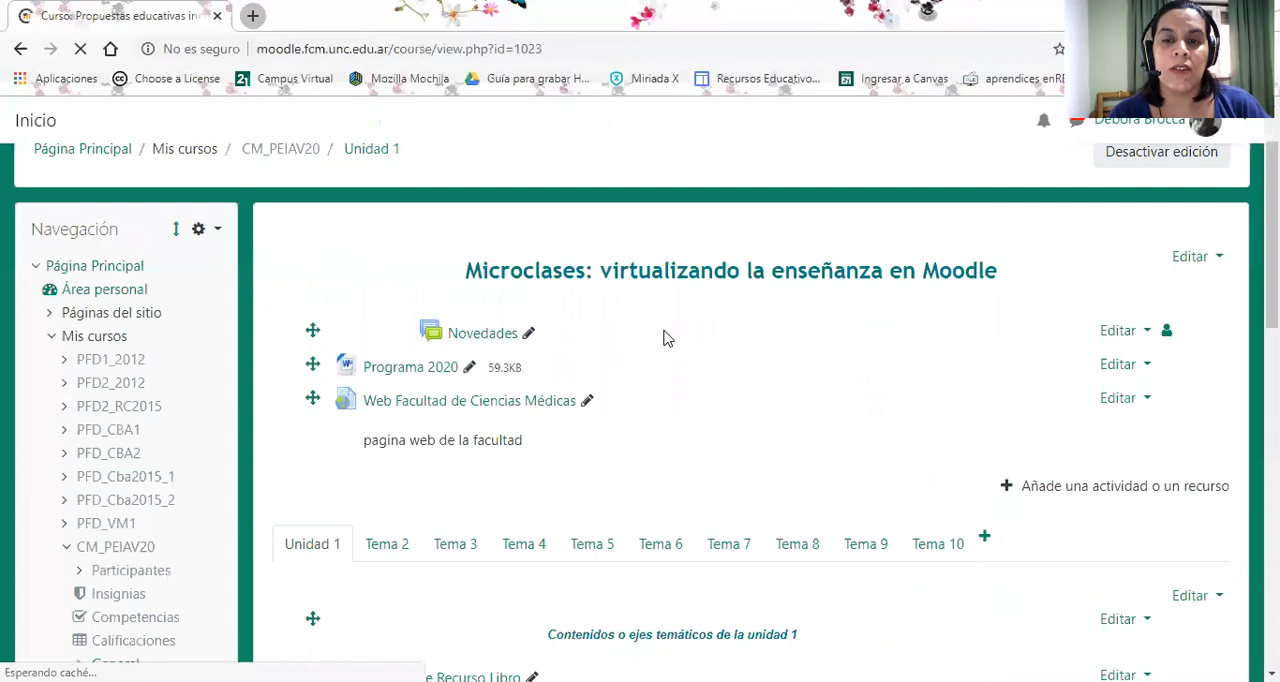 Curso: Propuestas educativas in
No es seguro
moodle.fcm.unc.edu.ar/course/view.php?id=1023
Aplicaciones
Choose a License
Campus Virtual
Mozilla Mochila
Guía para grabar H...
Miriada X
Recursos Educativo...
Ingresar a Canvas
aprendices enRE
Inicio
Debora Brocca
Página Principal / Mis cursos / CM_PEIAV20 / Unidad 1
Desactivar edición
Navegación
Página Principal
Área personal
Páginas del sitio
Mis cursos
PFD1_2012
PFD2_2012
PFD2_RC2015
PFD_CBA1
PFD_CBA2
PFD_Cba2015_1
PFD_Cba2015_2
PFD_VM1
CM_PEIAV20
Participantes
Insignias
Competencias
Calificaciones
General
Editar
Microclases: virtualizando la enseñanza en Moodle
Novedades
Editar
Programa 2020 59.3KB
Editar
Web Facultad de Ciencias Médicas
Editar
pagina web de la facultad
Añade una actividad o un recurso
Unidad 1
Tema 2
Tema 3
Tema 4
Tema 5
Tema 6
Tema 7
Tema 8
Tema 9
Tema 10
Editar
Editar
Contenidos o ejes temáticos de la unidad 1
e Recurso Libro
Editar
Esperando caché...